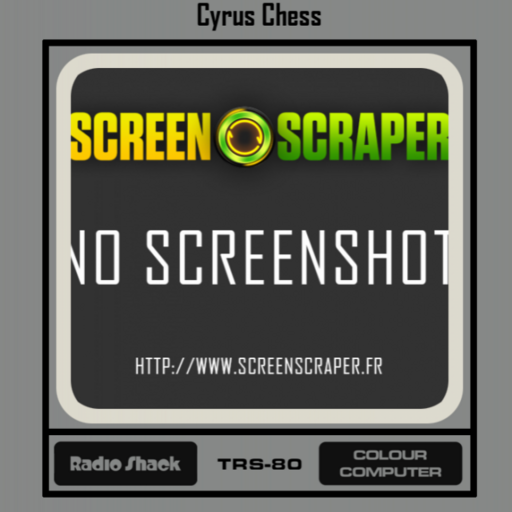 Cyrus Chess
SCREEN SCRAPER
NO SCREENSHOT
HTTP://WWW.SCREENSCRAPER.FR
Radio Shack
TRS-80
COLOUR
COMPUTER